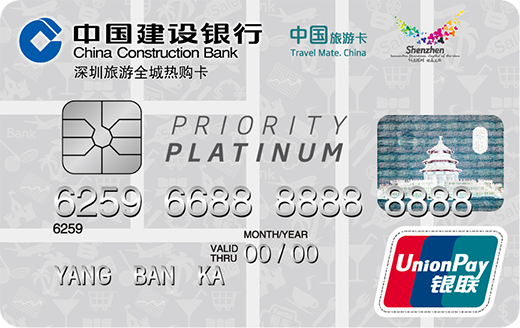 中国建设银行
China Construction Bank
深圳旅游全城热购卡
中国旅游卡
Travel Mate. China
Shenzhen
PRIORITY
PLATINUM
6259 6688 8888 8888
6259
MONTH/YEAR
VALID THRU 00/00
YANG BAN KA
UnionPay
银联